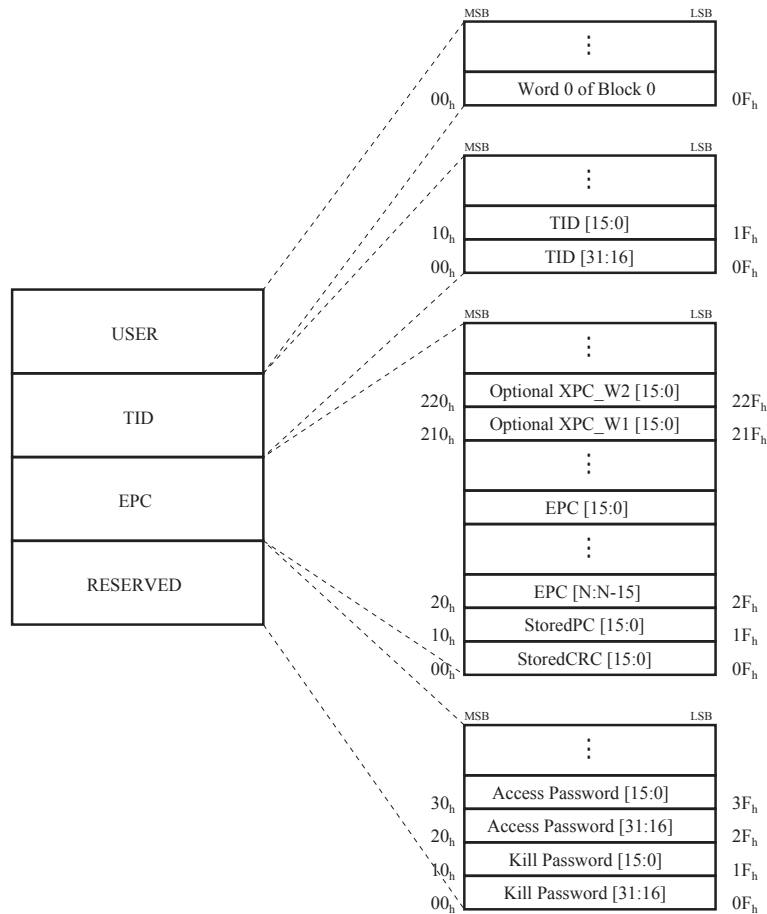 MSB LSB
⋮
Word 0 of Block 0
00h 0Fh
MSB LSB
⋮
TID [15:0]
10h 1Fh
TID [31:16]
00h 0Fh
USER
TID
EPC
RESERVED
MSB LSB
⋮
Optional XPC_W2 [15:0]
220h 22Fh
Optional XPC_W1 [15:0]
210h 21Fh
⋮
EPC [15:0]
⋮
EPC [N:N-15]
20h 2Fh
StoredPC [15:0]
10h 1Fh
StoredCRC [15:0]
00h 0Fh
MSB LSB
⋮
Access Password [15:0]
30h 3Fh
Access Password [31:16]
20h 2Fh
Kill Password [15:0]
10h 1Fh
Kill Password [31:16]
00h 0Fh